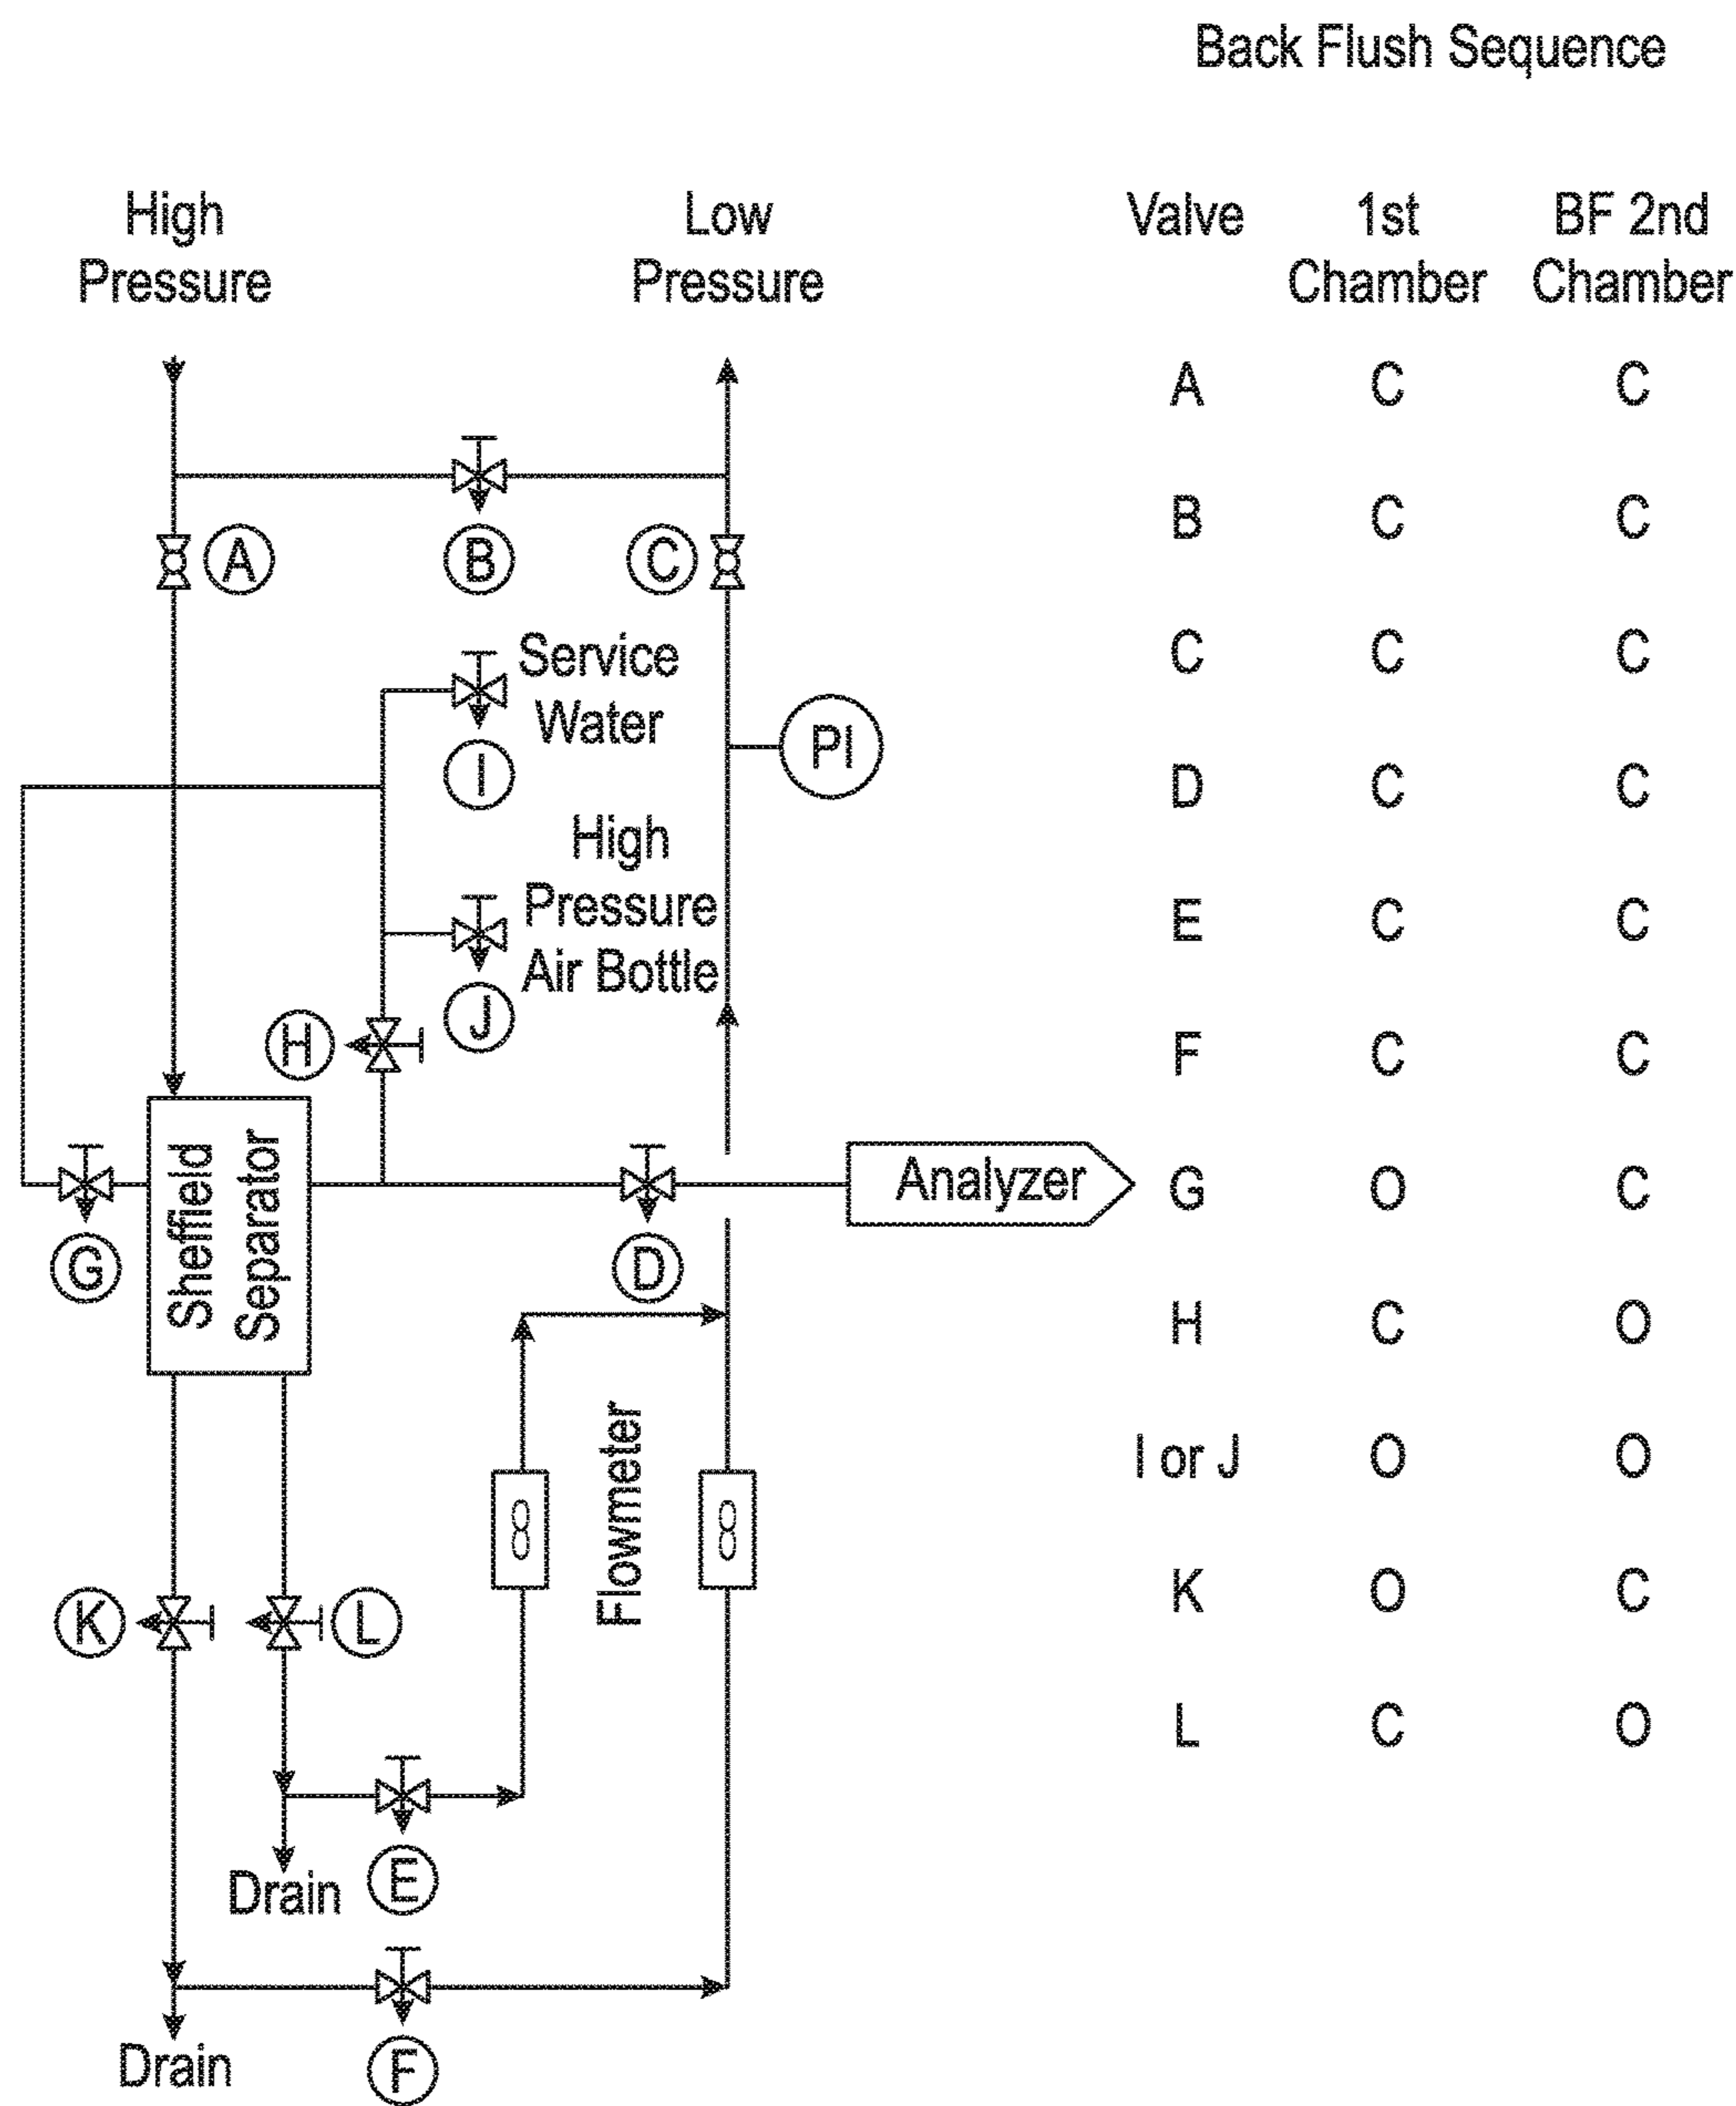 Back Flush Sequence
High
Pressure
Low
Pressure
Valve 1st Chamber BF 2nd Chamber
A C C
B C C
C C C
D C C
E C C
F C C
G O C
H C O
I or J O O
K O C
L C O
A
B
C
Service
Water
I
PI
High
Pressure
Air Bottle
J
H
Sheffield
Separator
Analyzer
G
D
Flowmeter
K
L
Drain
E
Drain
F